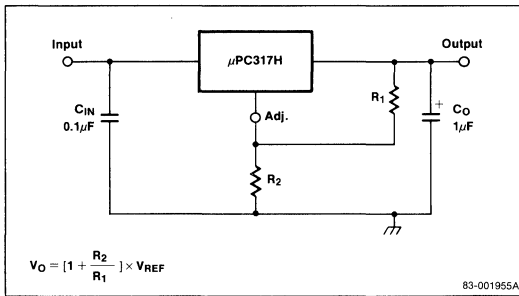 Input
Output
μPC317H
R1
+
CIN
0.1μF
Adj.
CO
1μF
R2
VO = [1 + R2/R1] × VREF
83-001955A